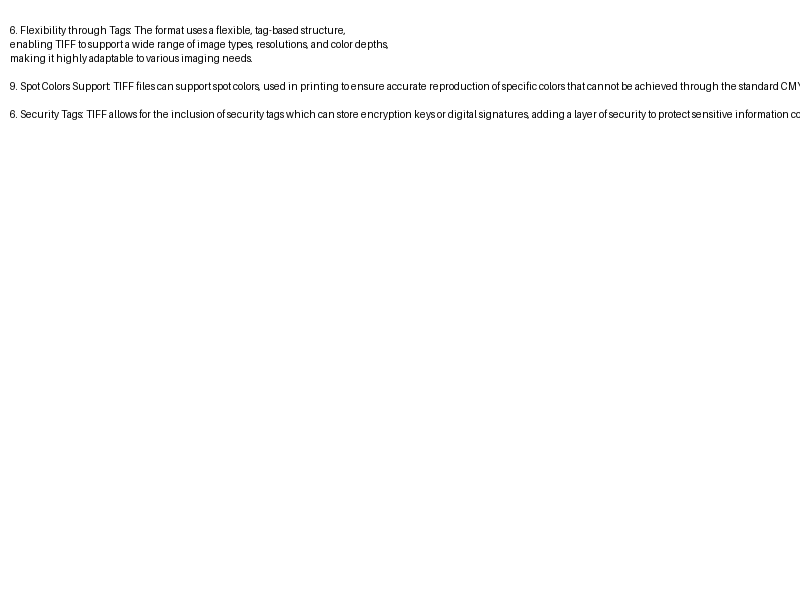 6. Flexibility through Tags: The format uses a flexible, tag-based structure,
enabling TIFF to support a wide range of image types, resolutions, and color depths,
making it highly adaptable to various imaging needs.
9. Spot Colors Support: TIFF files can support spot colors, used in printing to ensure accurate reproduction of specific colors that cannot be achieved through the standard
6. Security Tags: TIFF allows for the inclusion of security tags which can store encryption keys or digital signatures, adding a layer of security to protect sensitive information